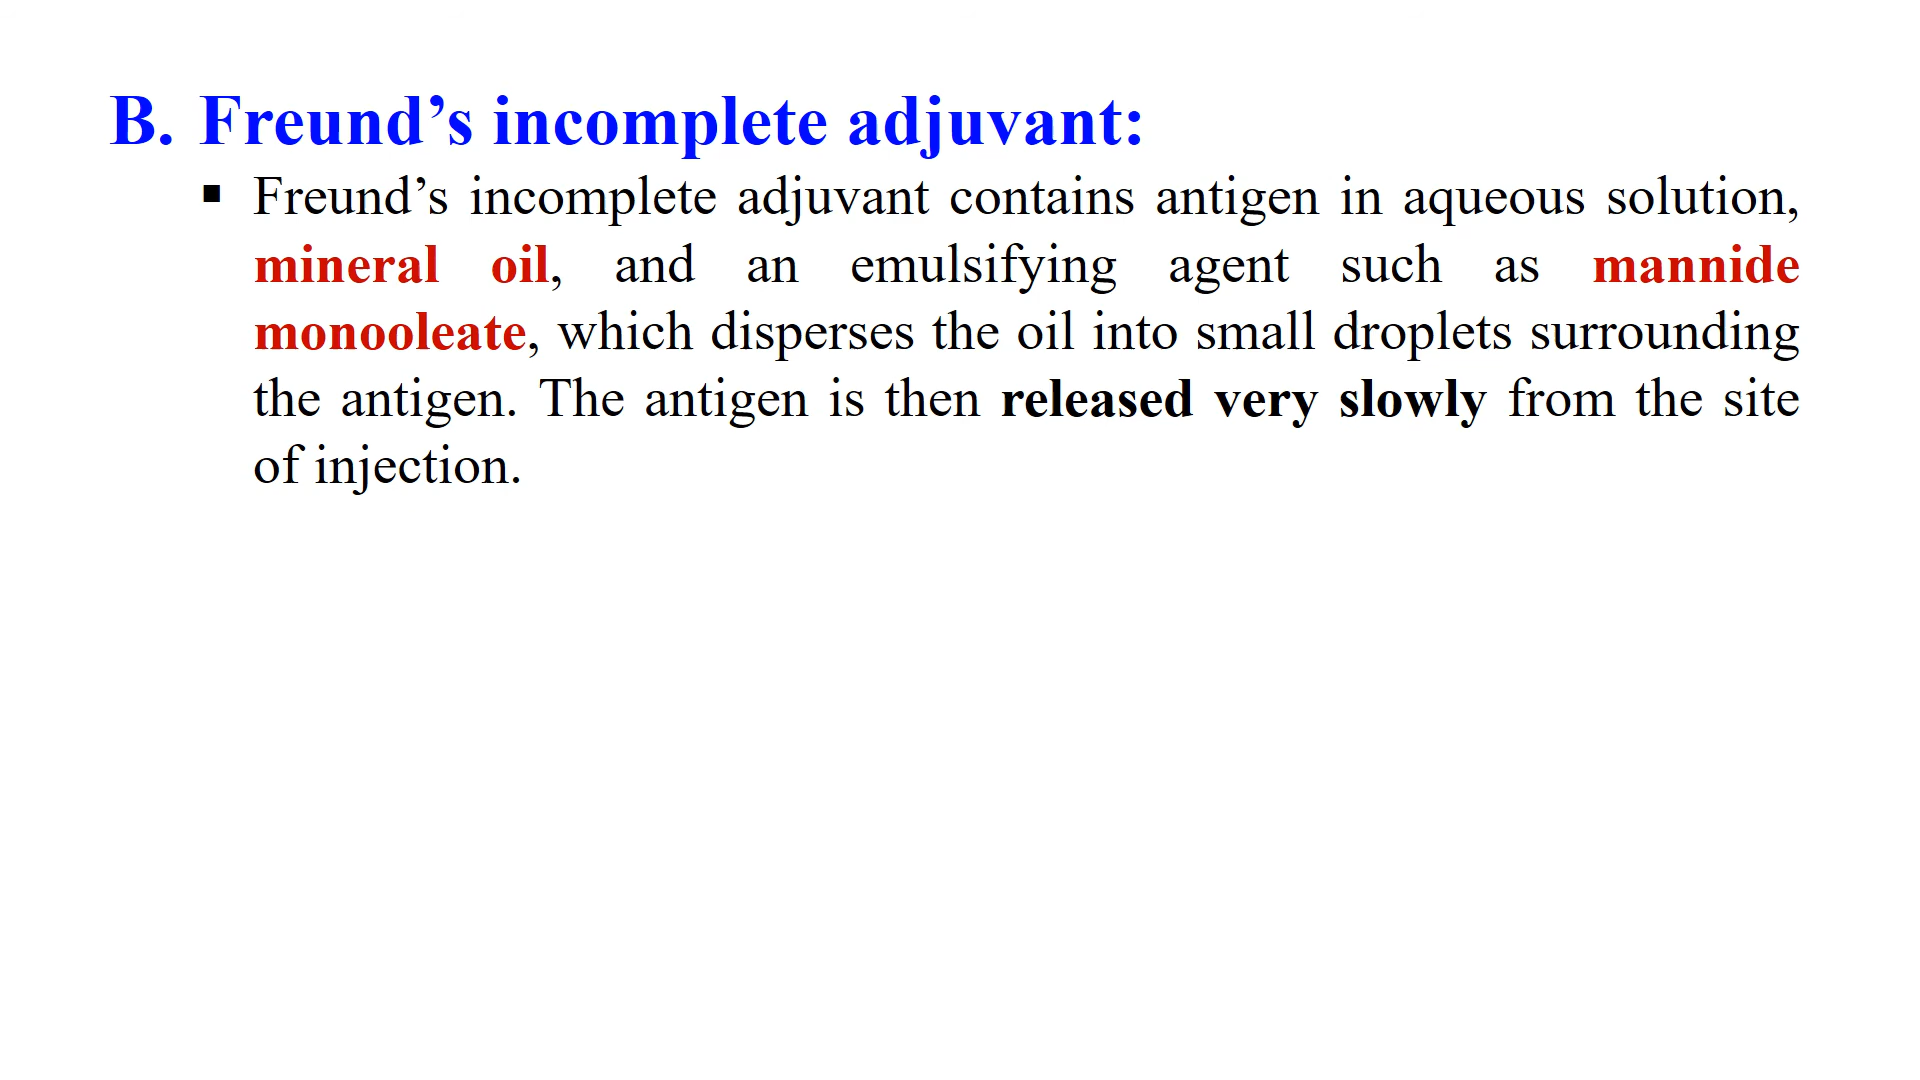 B. Freund’s incomplete adjuvant:
▪ Freund’s incomplete adjuvant contains antigen in aqueous solution,
mineral oil, and an emulsifying agent such as mannide
monooleate, which disperses the oil into small droplets surrounding
the antigen. The antigen is then released very slowly from the site
of injection.